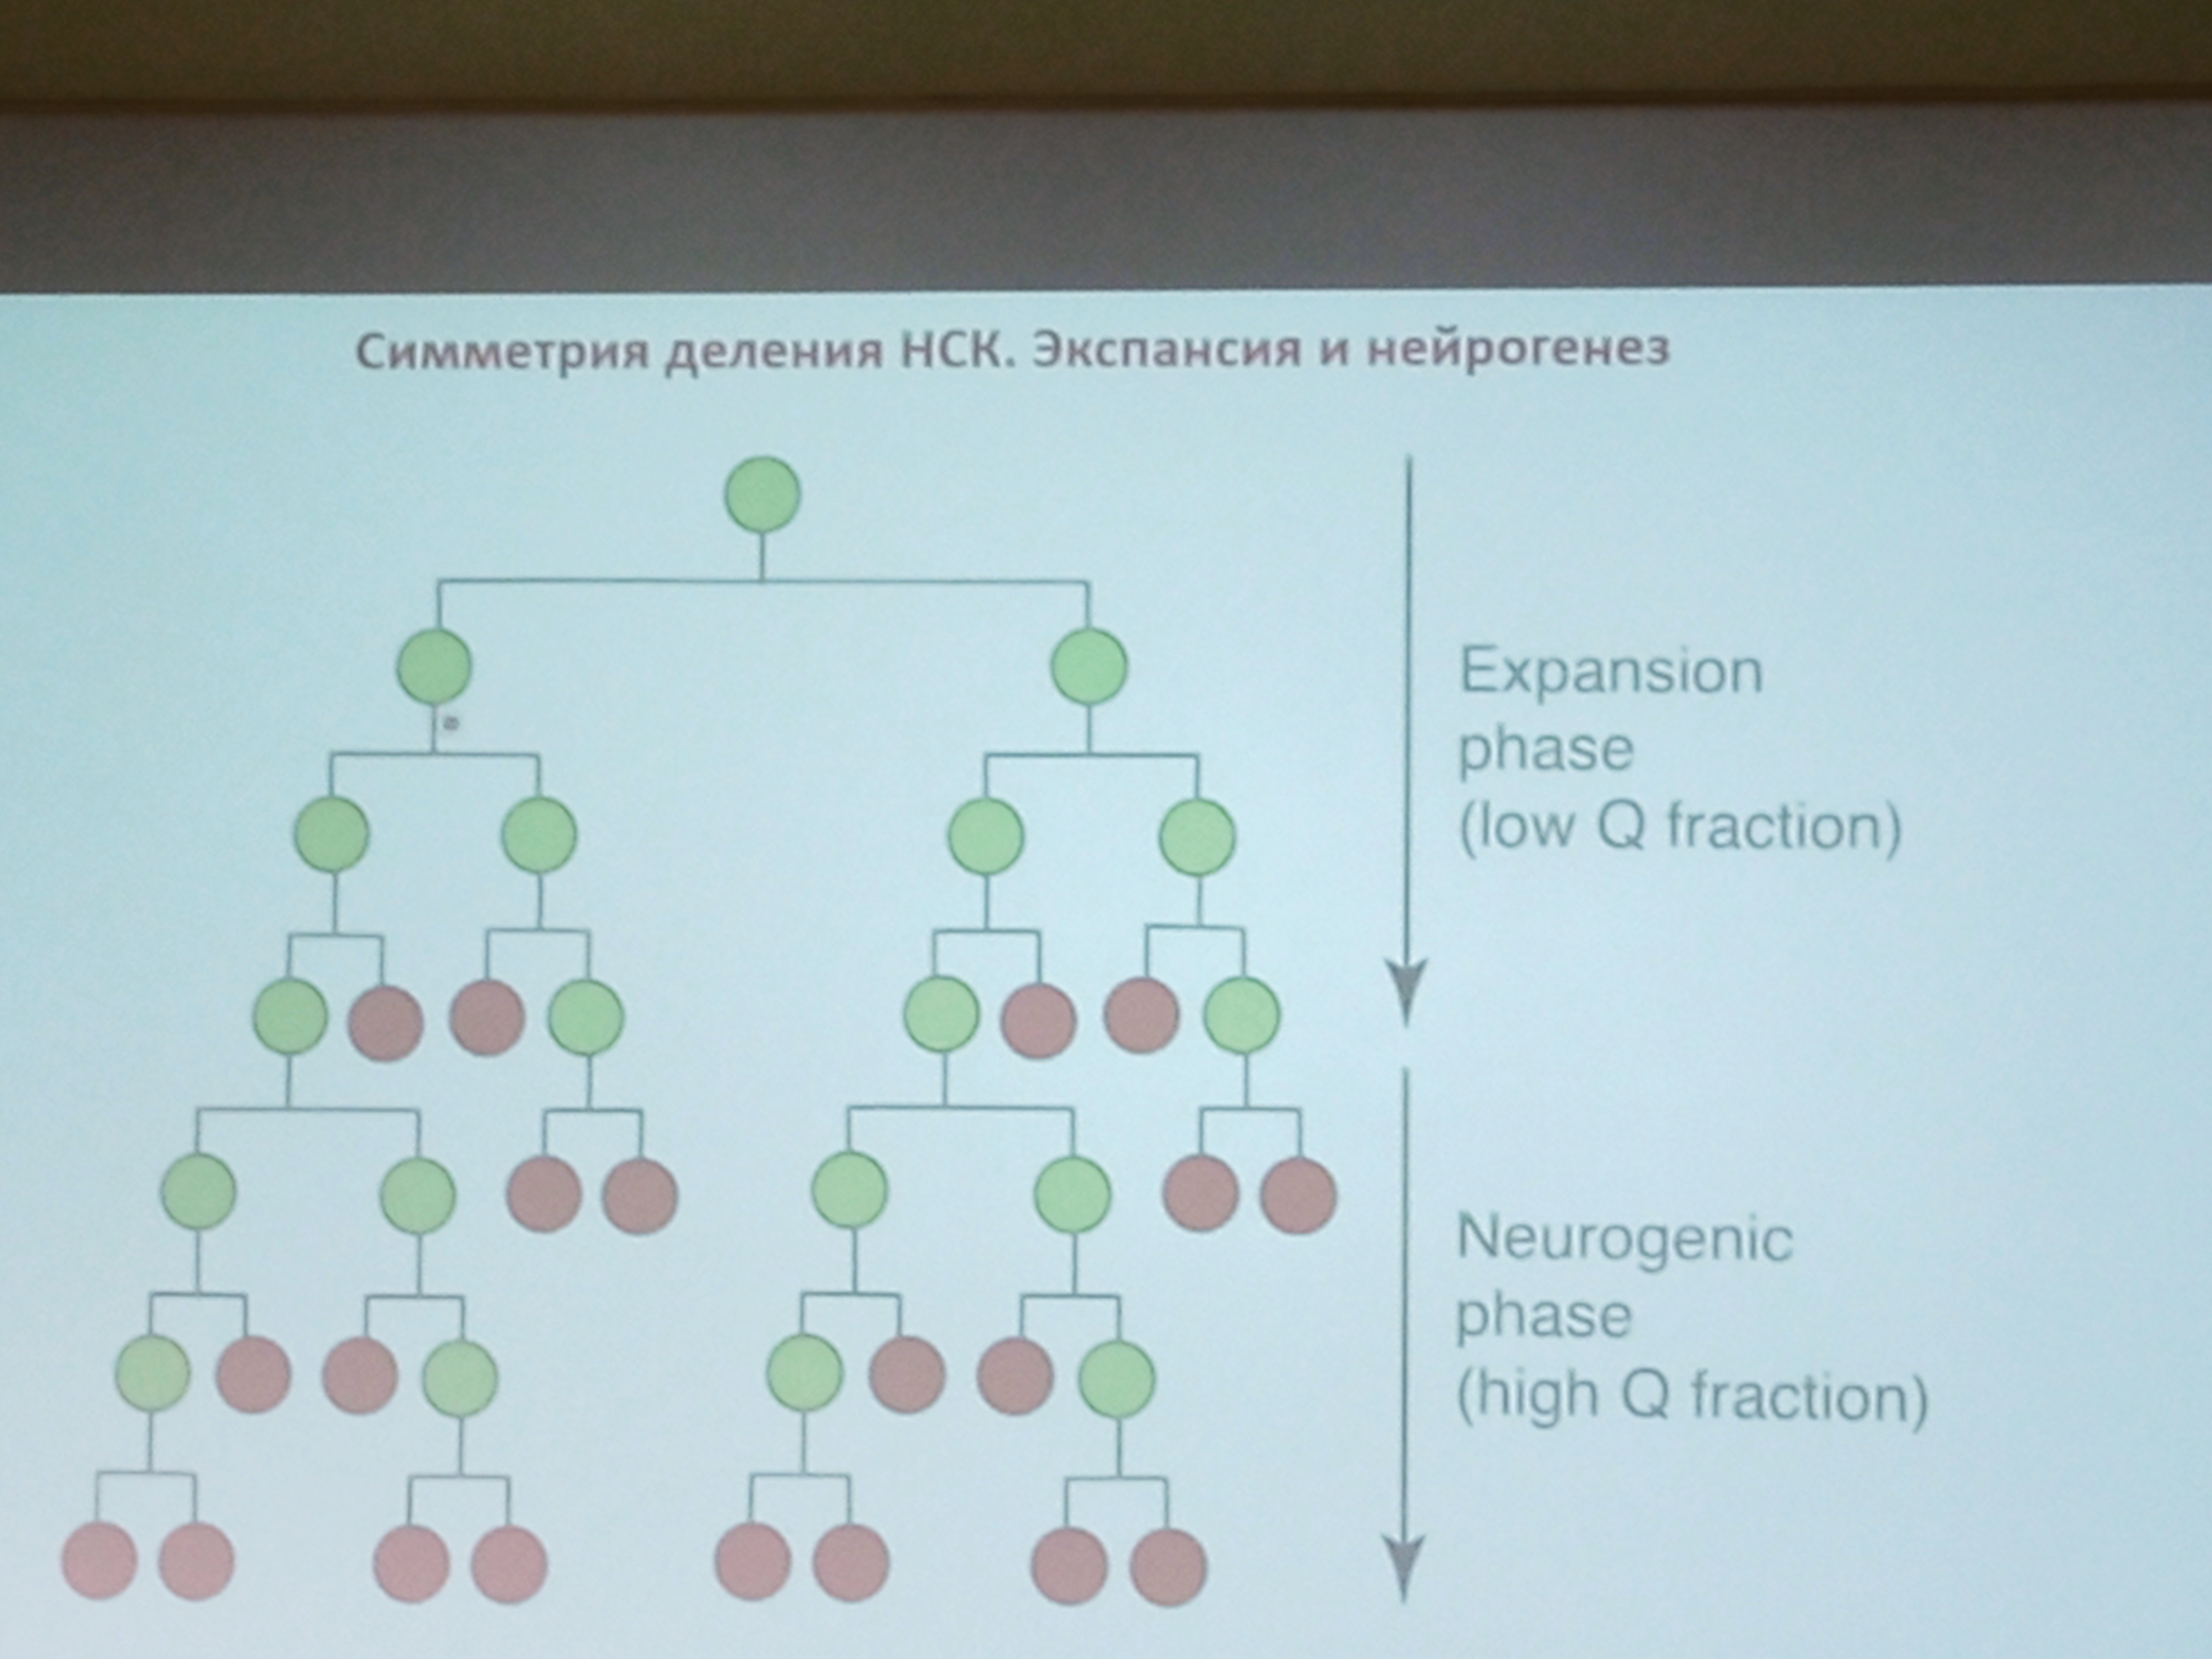 Симметрия деления НСК. Экспансия и нейрогенез
Expansion
phase
(low Q fraction)
Neurogenic
phase
(high Q fraction)